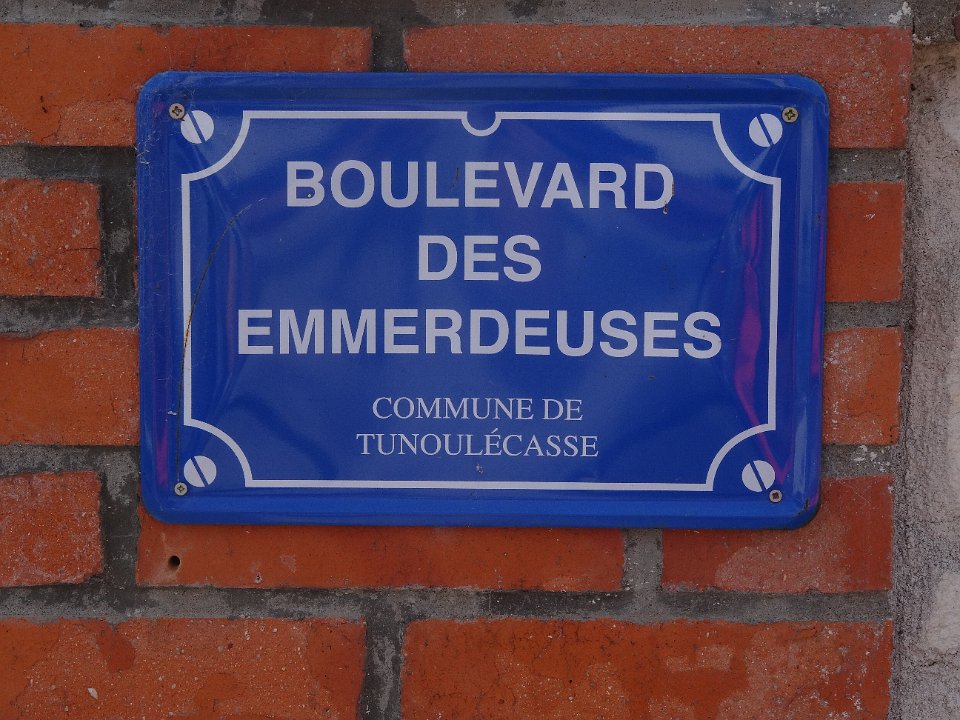 BOULEVARD
DES
EMMERDEUSES
COMMUNE DE
TUNOULÉCASSE